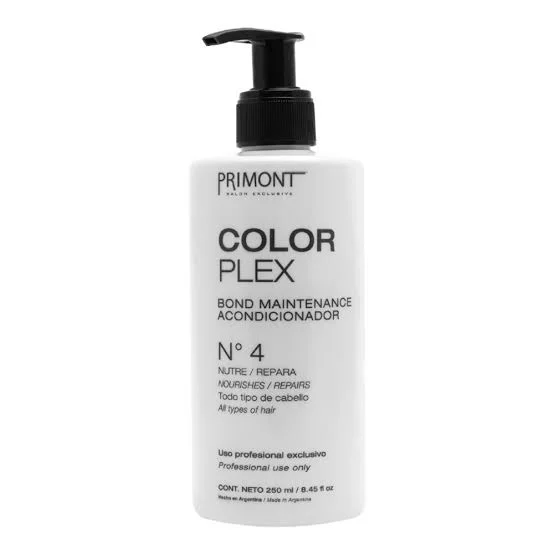 PRIMONT
SALON EXCLUSIVE
COLOR
PLEX
BOND MAINTENANCE
ACONDICIONADOR
N° 4
NUTRE / REPARA
NOURISHES / REPAIRS
Todo tipo de cabello
All types of hair
Uso profesional exclusivo
Professional use only
CONT. NETO 250 ml / 8.45 fl oz
Hecho en Argentina / Made in Argentina